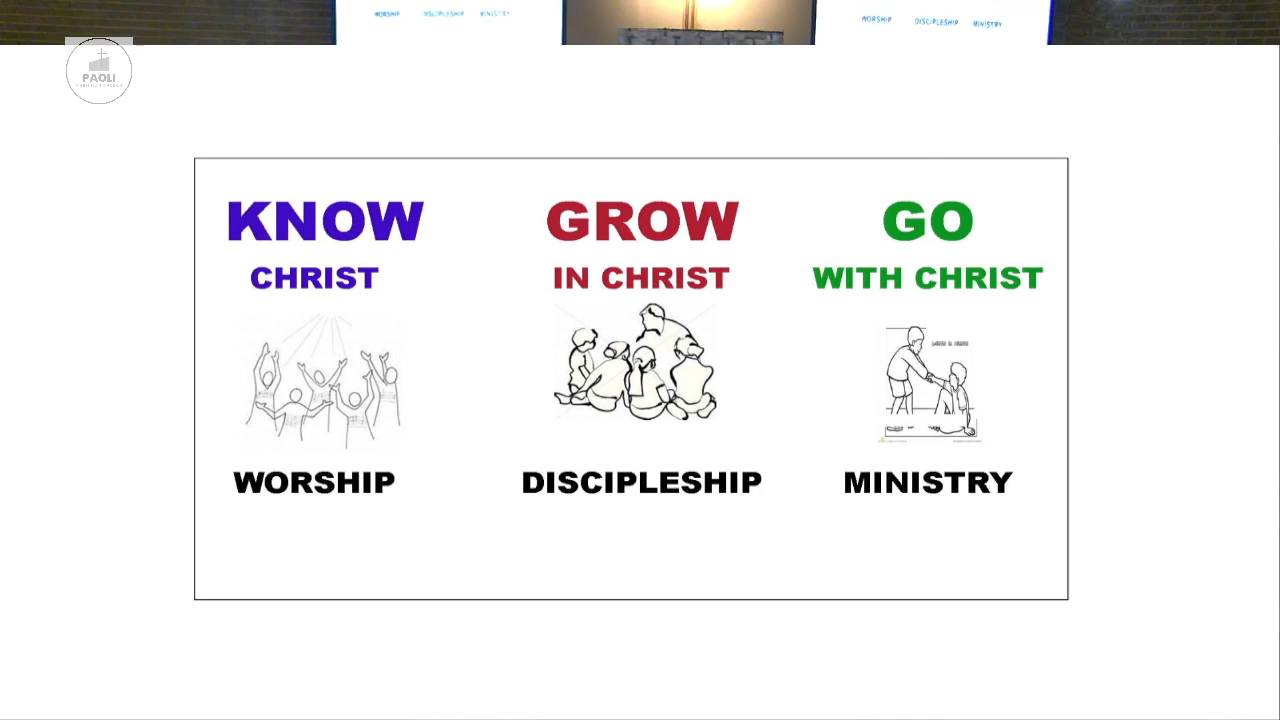 WORSHIP DISCIPLESHIP MINISTRY
WORSHIP DISCIPLESHIP MINISTRY
PAOLI
KNOW GROW GO
CHRIST IN CHRIST WITH CHRIST
WORSHIP DISCIPLESHIP MINISTRY